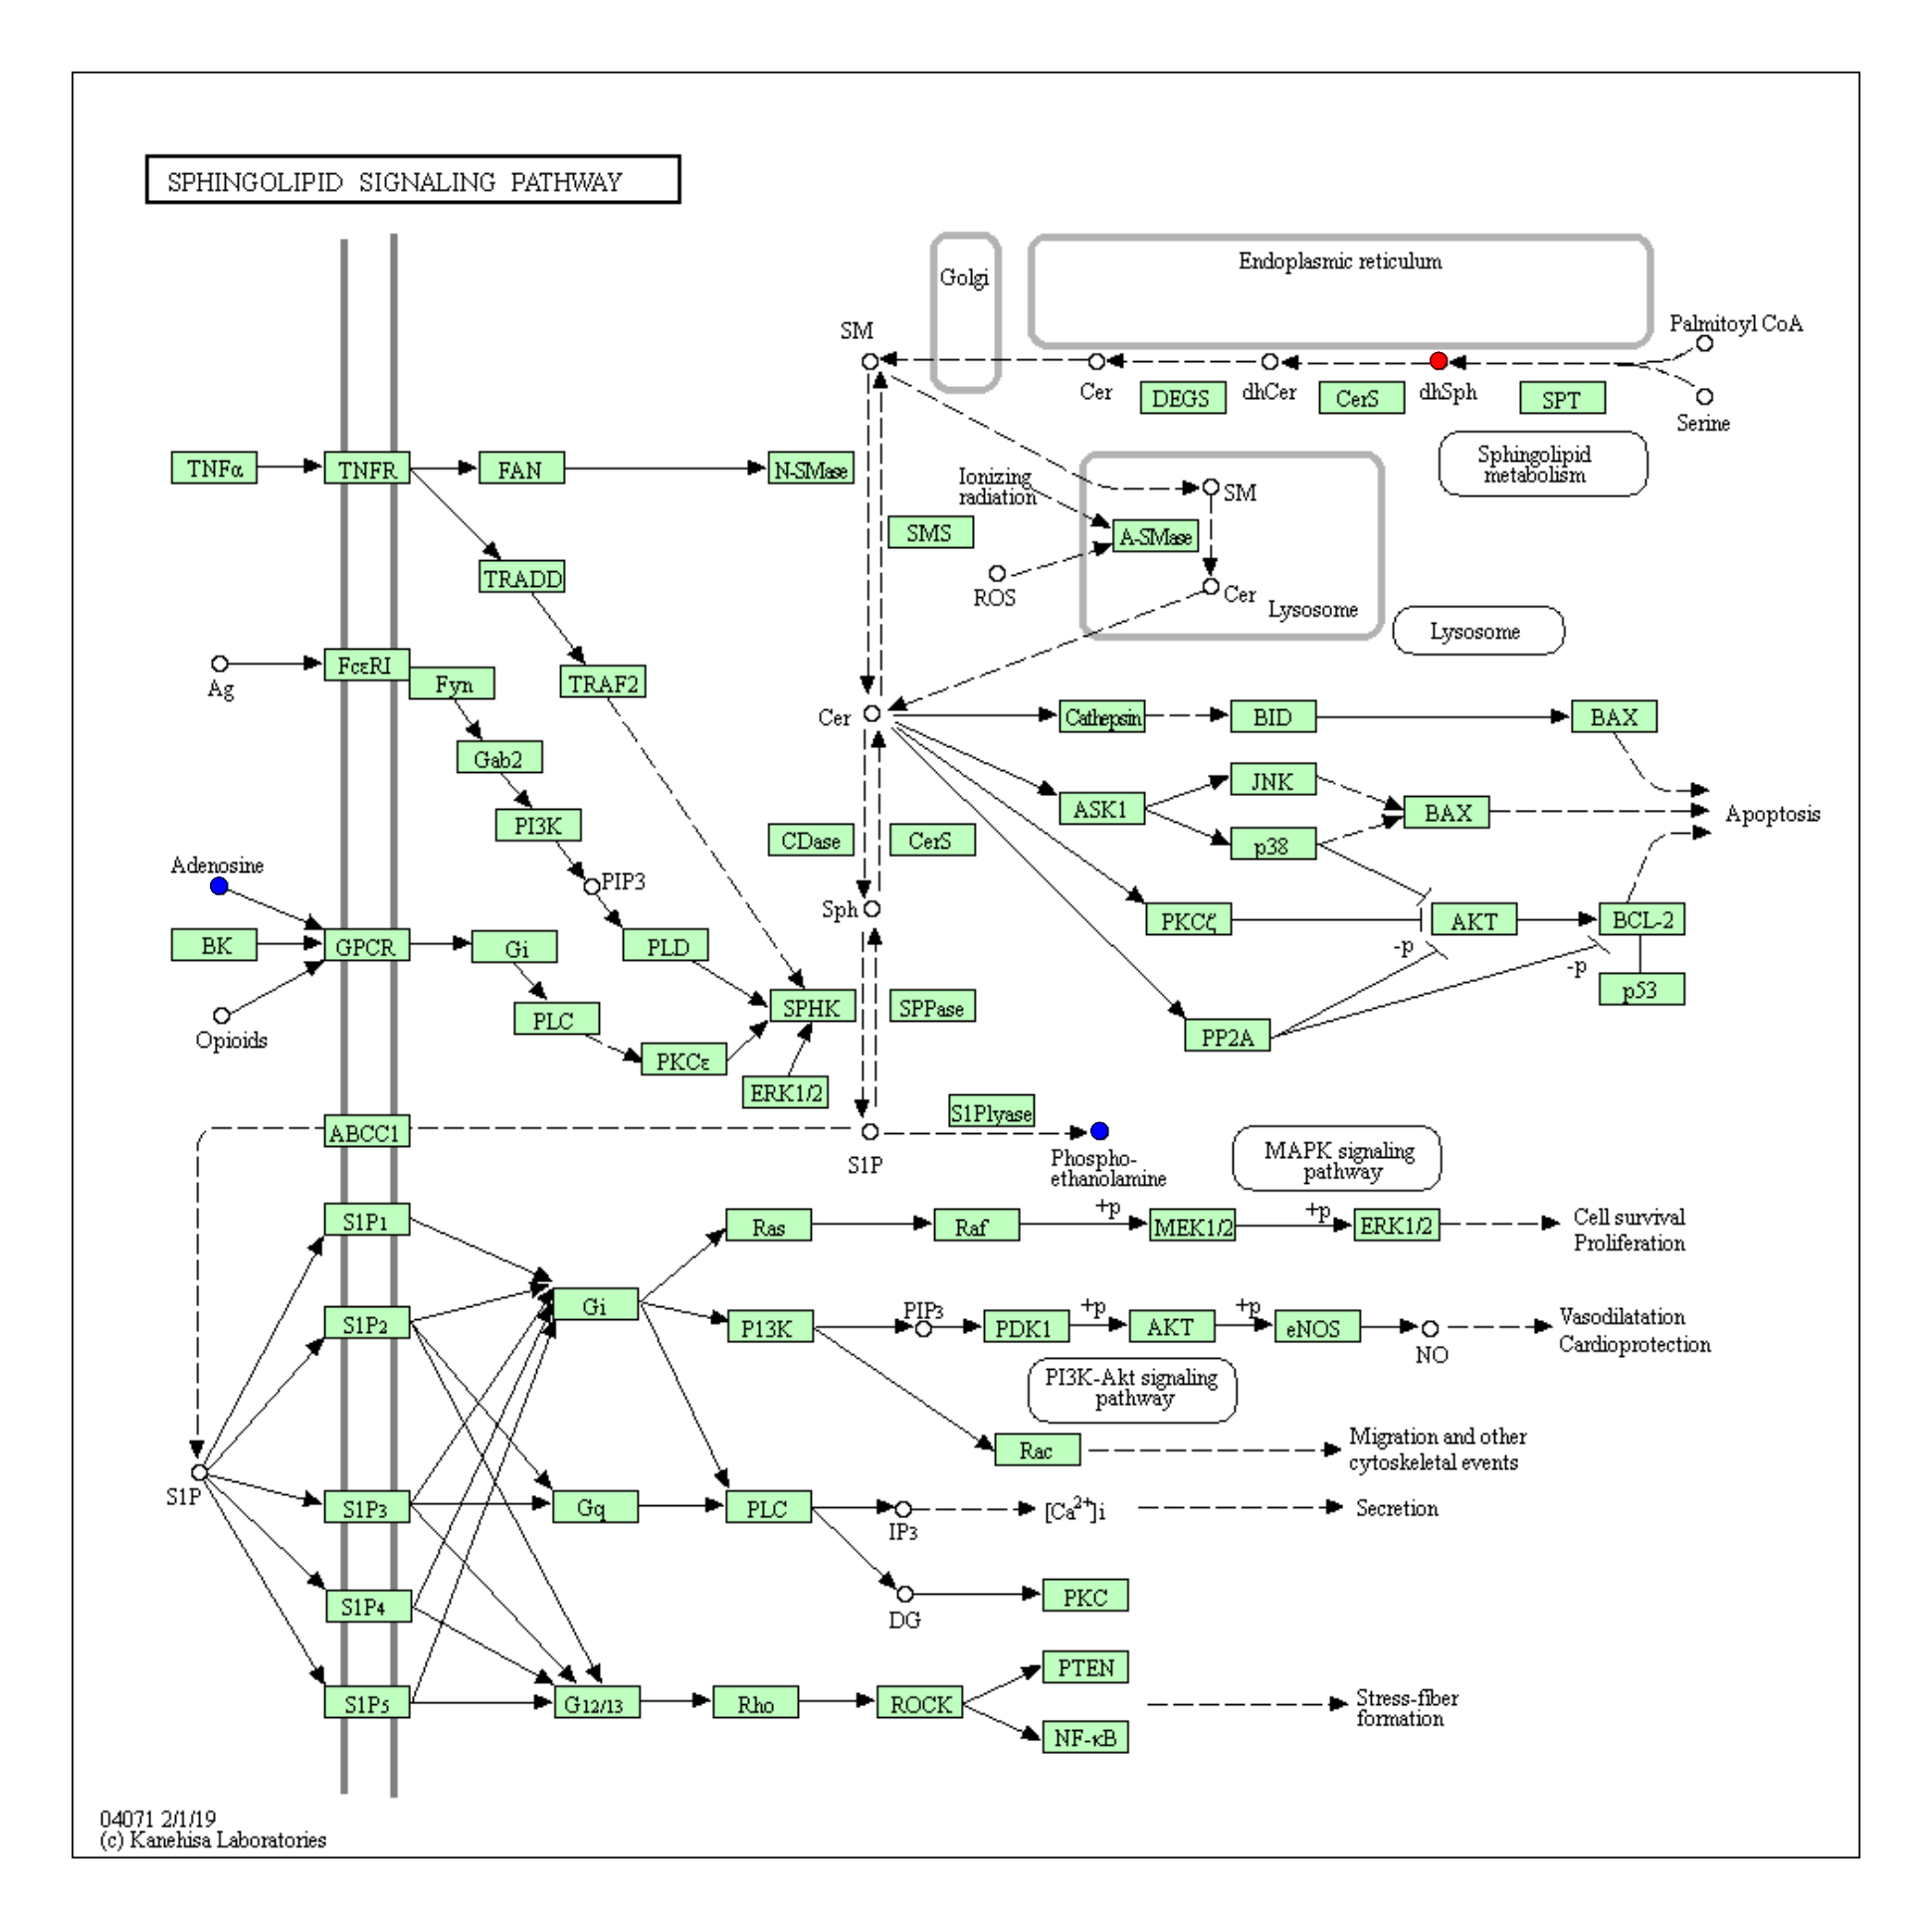 SPHINGOLIPID SIGNALING PATHWAY
Golgi
Endoplasmic reticulum
SM
Palmitoyl CoA
Cer
DEGS
dhCer
CerS
dhSph
SPT
Serine
Sphingolipid
metabolism
TNFα
TNFR
FAN
N-SMase
Ionizing
radiation
SM
SMS
A-SMase
TRADD
ROS
Cer
Lysosome
Lysosome
FcεRI
Ag
Fyn
TRAF2
Cer
Cathepsin
BID
BAX
Gab2
JNK
ASK1
BAX
Apoptosis
PI3K
CDase
CerS
p38
Adenosine
PIP3
Sph
PKCζ
AKT
BCL-2
BK
GPCR
Gi
PLD
-p
-p
p53
SPHK
SPPase
Opioids
PLC
PP2A
PKCε
ERK1/2
S1Plyase
ABCC1
S1P
Phospho-
ethanolamine
MAPK signaling
pathway
S1P1
Ras
Raf
+p
MEK1/2
+p
ERK1/2
Cell survival
Proliferation
Gi
S1P2
P13K
PIP3
PDK1
+p
AKT
+p
eNOS
NO
Vasodilatation
Cardioprotection
PI3K-Akt signaling
pathway
Rac
Migration and other
cytoskeletal events
S1P
S1P3
Gq
PLC
IP3
[Ca2+]i
Secretion
S1P4
DG
PKC
PTEN
S1P5
G12/13
Rho
ROCK
Stress-fiber
formation
NF-κB
04071 2/1/19
(c) Kanehisa Laboratories